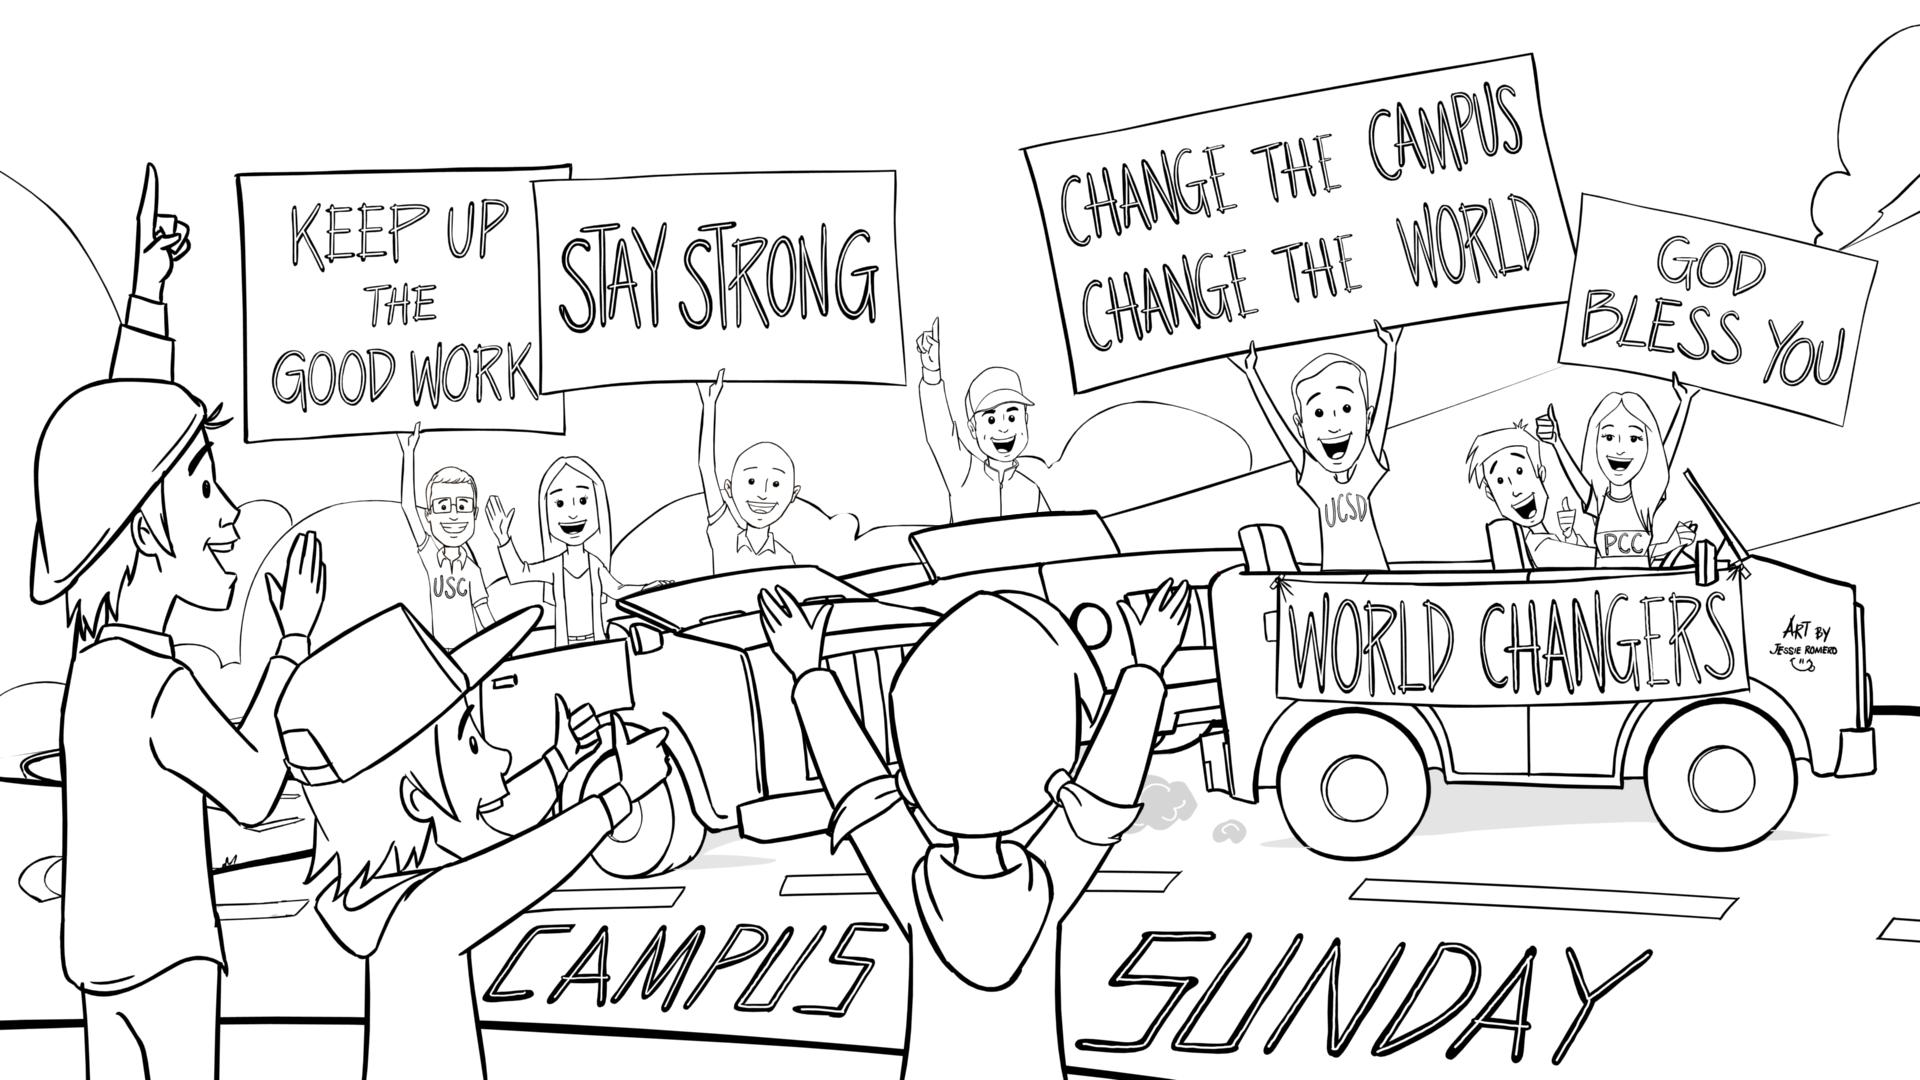 KEEP UP
THE
GOOD WORK
STAY STRONG
CHANGE THE CAMPUS
CHANGE THE WORLD
GOD
BLESS YOU
USC
UCSD
PCC
WORLD CHANGERS
ART BY
JESSIE ROMERO
CAMPUS SUNDAY